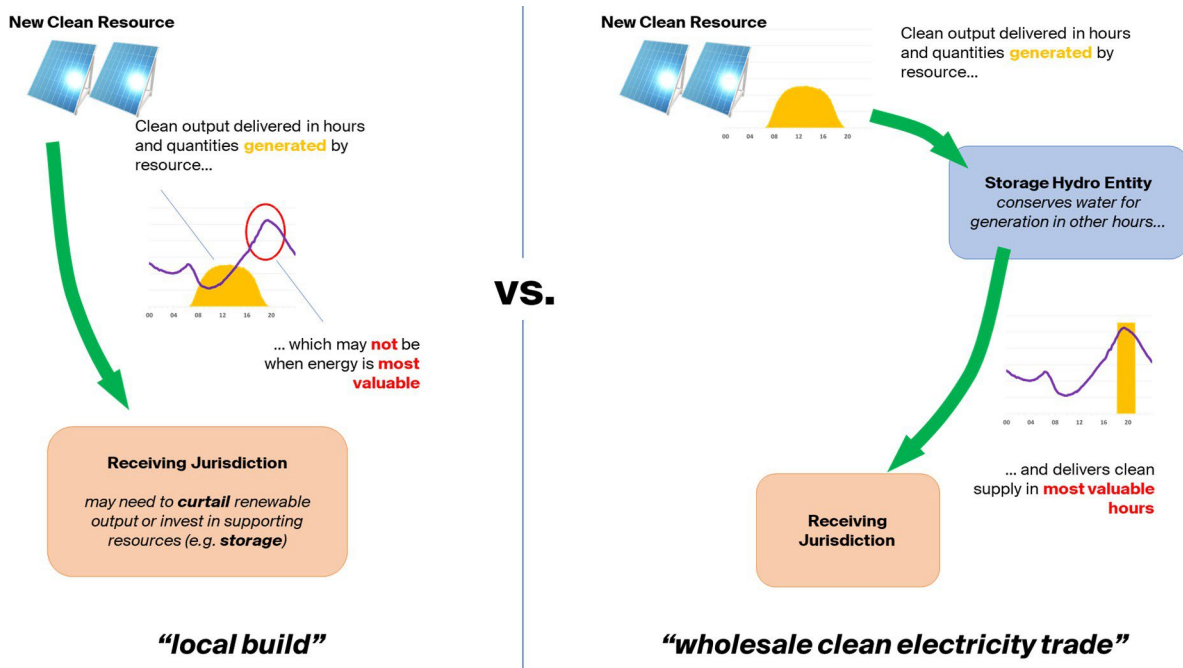 New Clean Resource
Clean output delivered in hours
and quantities generated by
resource...
00 04 08 12 16 20
... which may not be
when energy is most
valuable
Receiving Jurisdiction
may need to curtail renewable
output or invest in supporting
resources (e.g. storage)
"local build"
vs.
New Clean Resource
Clean output delivered in hours
and quantities generated by
resource...
00 04 08 12 16 20
Storage Hydro Entity
conserves water for
generation in other hours...
00 04 08 12 16 20
... and delivers clean
supply in most valuable
hours
Receiving
Jurisdiction
"wholesale clean electricity trade"